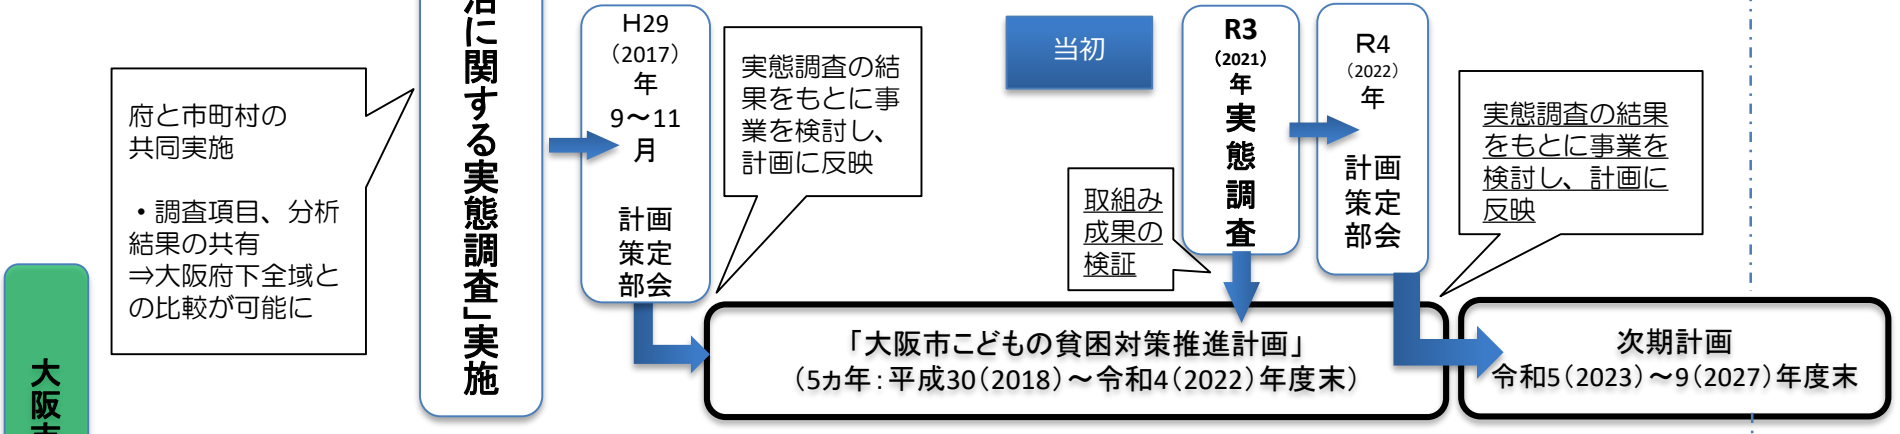 大阪市
府と市町村の
共同実施
・調査項目、分析
結果の共有
⇒大阪府下全域と
の比較が可能に
活に関する実態調査」実施
H29
（2017）
年
9～11
月
計画
策定
部会
実態調査の結
果をもとに事
業を検討し、
計画に反映
当初
取組み
成果の
検証
R3
（2021）
年
実
態
調
査
R4
（2022）
年
計画
策定
部会
実態調査の結果
をもとに事業を
検討し、計画に
反映
「大阪市こどもの貧困対策推進計画」
（5ヵ年：平成30（2018）～令和4（2022）年度末）
次期計画
令和5（2023）～9（2027）年度末